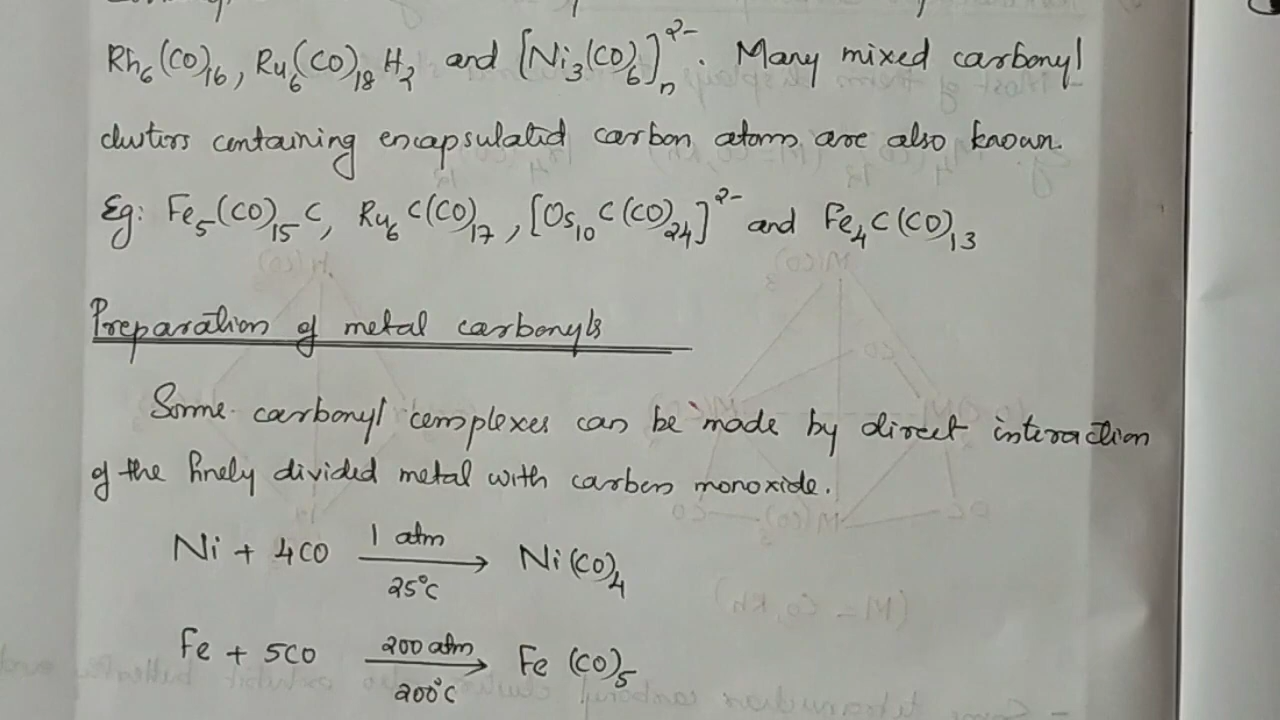 Rh₆(CO)₁₆, Ru₆(CO)₁₈H₂ and [Ni₃(CO)₆]ₙ²⁻. Many mixed carbonyl
clusters containing encapsulated carbon atoms are also known.
Eg: Fe₅(CO)₁₅C, Ru₆C(CO)₁₇, [Os₁₀C(CO)₂₄]²⁻ and Fe₄C(CO)₁₃
Preparation of metal carbonyls
Some carbonyl complexes can be made by direct interaction
of the finely divided metal with carbon monoxide.
Ni + 4CO 1 atm → 25°C Ni(CO)₄
Fe + 5CO 200 atm → 200°C Fe (CO)₅